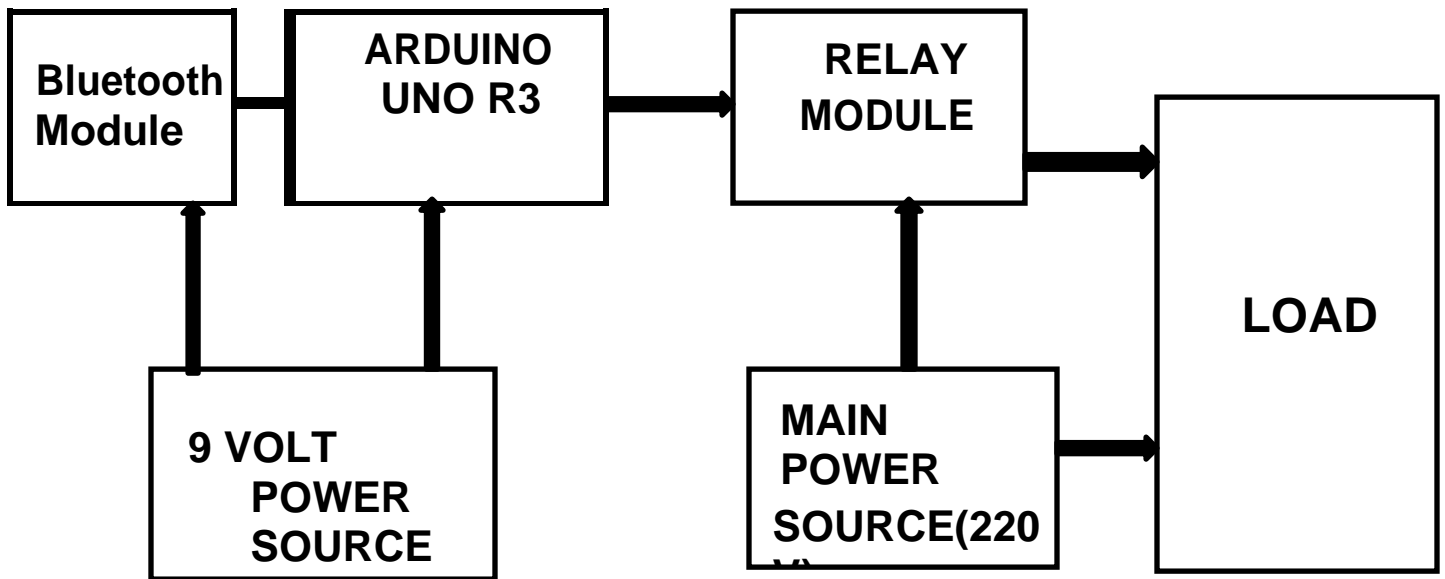 Bluetooth
Module
ARDUINO
UNO R3
RELAY
MODULE
LOAD
9 VOLT
POWER
SOURCE
MAIN
POWER
SOURCE(220
V)